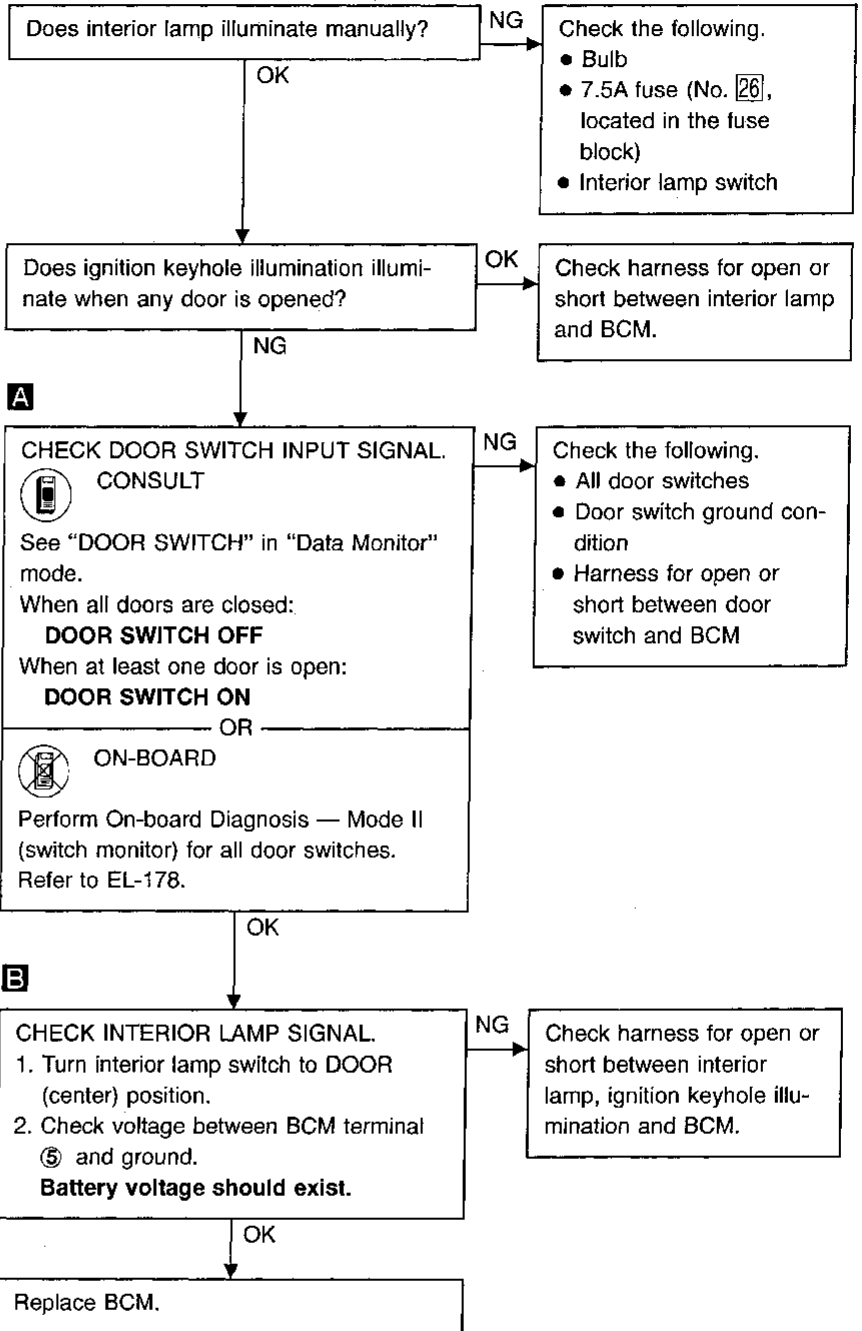 Does interior lamp illuminate manually?
NG
Check the following.
● Bulb
● 7.5A fuse (No. 26,
located in the fuse
block)
● Interior lamp switch
OK
Does ignition keyhole illumination illumi-
nate when any door is opened?
OK
Check harness for open or
short between interior lamp
and BCM.
NG
A
CHECK DOOR SWITCH INPUT SIGNAL.
CONSULT
See “DOOR SWITCH” in “Data Monitor”
mode.
When all doors are closed:
DOOR SWITCH OFF
When at least one door is open:
DOOR SWITCH ON
OR
ON-BOARD
Perform On-board Diagnosis — Mode II
(switch monitor) for all door switches.
Refer to EL-178.
NG
Check the following.
● All door switches
● Door switch ground con-
dition
● Harness for open or
short between door
switch and BCM
OK
B
CHECK INTERIOR LAMP SIGNAL.
1. Turn interior lamp switch to DOOR
(center) position.
2. Check voltage between BCM terminal
⑤ and ground.
Battery voltage should exist.
NG
Check harness for open or
short between interior
lamp, ignition keyhole illu-
mination and BCM.
OK
Replace BCM.